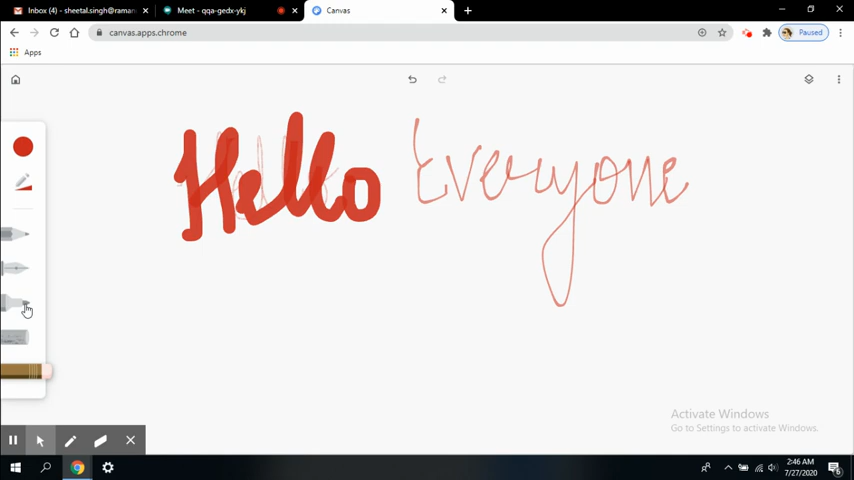 Inbox (4) - sheetal.singh@raman
Meet - qqa-gedx-ykj
Canvas
canvas.apps.chrome
Paused
Apps
Hello Everyone
Activate Windows
Go to Settings to activate Windows.
2:46 AM
7/27/2020